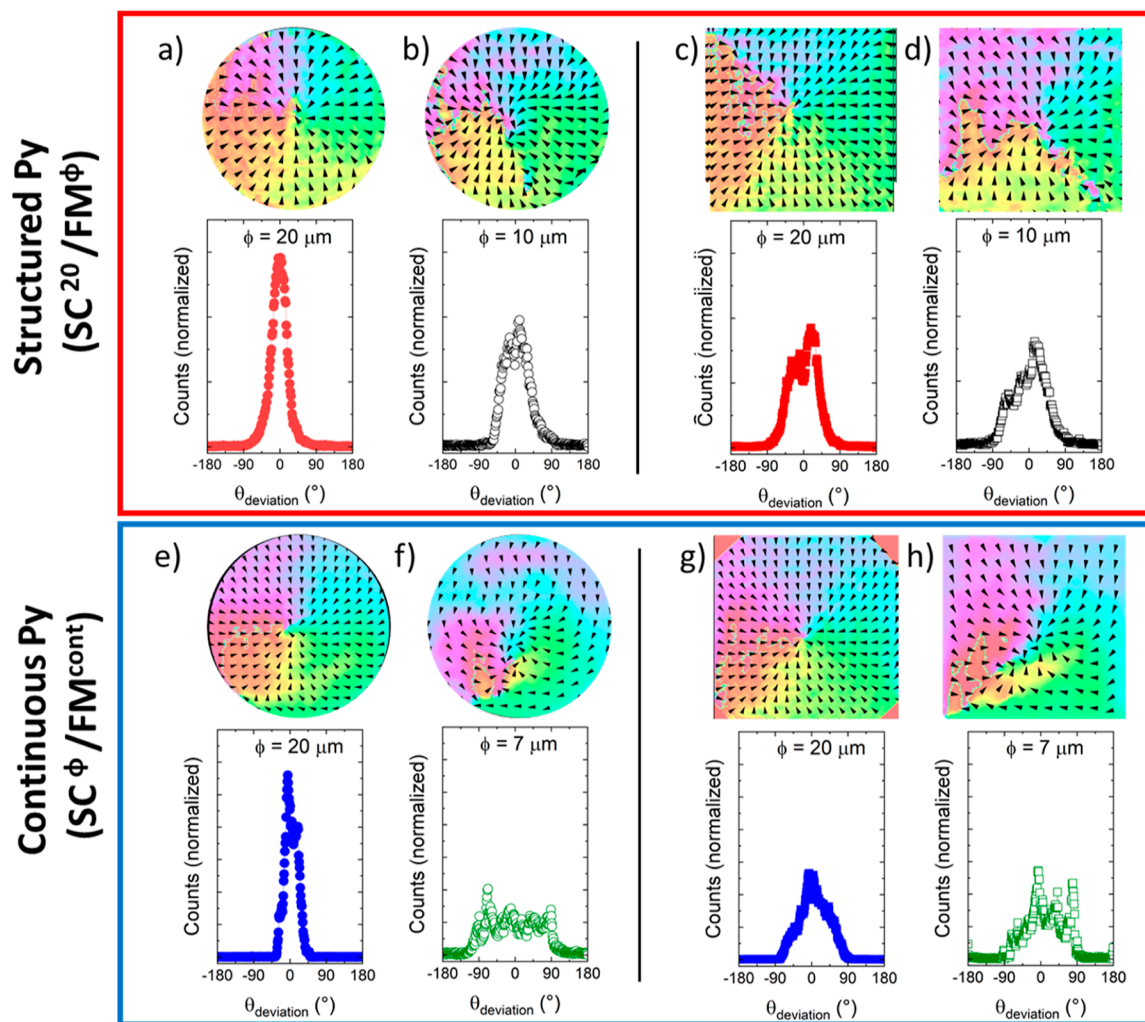 Structured Py
(SC²⁰/FMᶲ)
a)
b)
c)
d)
ϕ = 20 μm
ϕ = 10 μm
ϕ = 20 μm
ϕ = 10 μm
Counts (normalized)
Counts (normalized)
Counts (normalized)
Counts (normalized)
-180 -90 0 90 180
-180 -90 0 90 180
-180 -90 0 90 180
-180 -90 0 90 180
θdeviation (°)
θdeviation (°)
θdeviation (°)
θdeviation (°)
Continuous Py
(SC ᶲ /FMᶜᵒⁿᵗ)
e)
f)
g)
h)
ϕ = 20 μm
ϕ = 7 μm
ϕ = 20 μm
ϕ = 7 μm
Counts (normalized)
Counts (normalized)
Counts (normalized)
Counts (normalized)
-180 -90 0 90 180
-180 -90 0 90 180
-180 -90 0 90 180
-180 -90 0 90 180
θdeviation (°)
θdeviation (°)
θdeviation (°)
θdeviation (°)